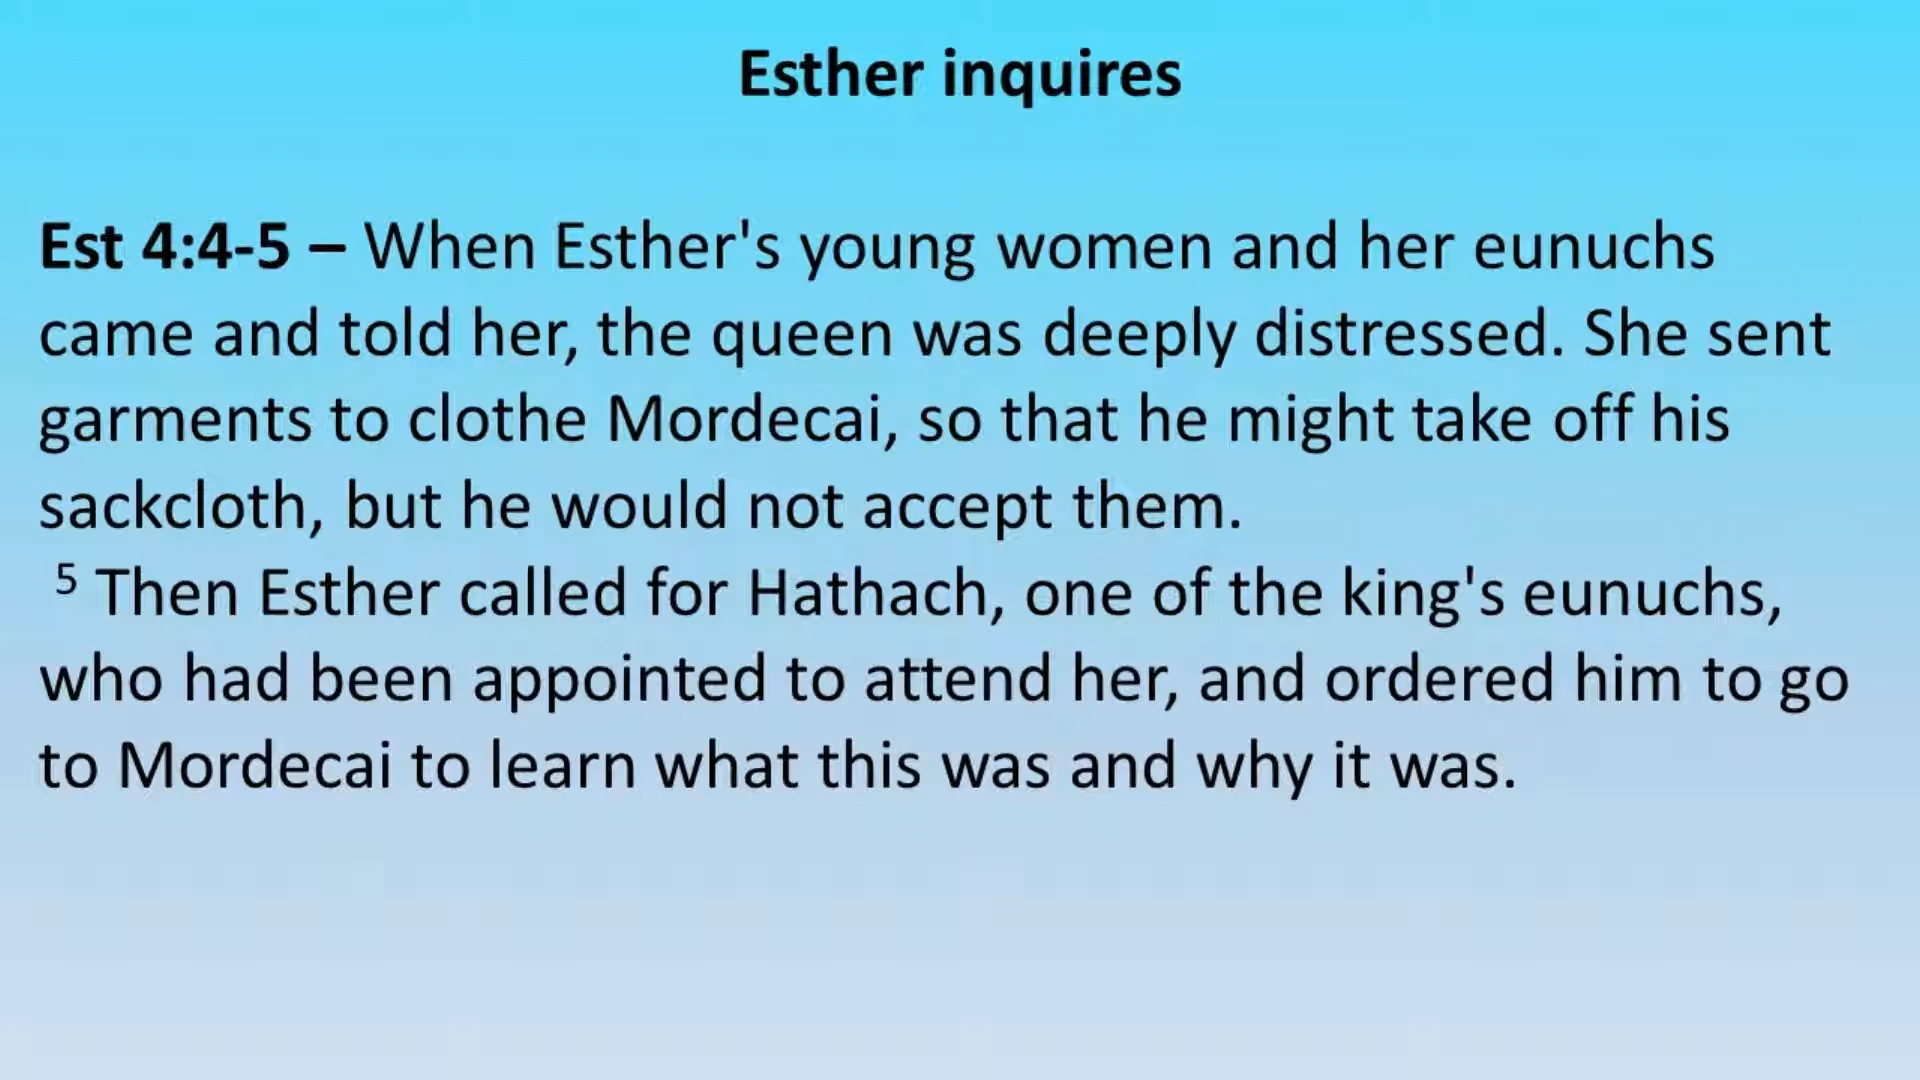 Esther inquires
Est 4:4-5 – When Esther's young women and her eunuchs
came and told her, the queen was deeply distressed. She sent
garments to clothe Mordecai, so that he might take off his
sackcloth, but he would not accept them.
5 Then Esther called for Hathach, one of the king's eunuchs,
who had been appointed to attend her, and ordered him to go
to Mordecai to learn what this was and why it was.